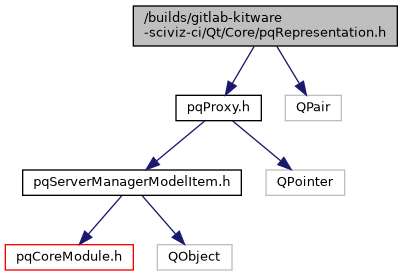 /builds/gitlab-kitware
-sciviz-ci/Qt/Core/pqRepresentation.h
pqProxy.h
QPair
pqServerManagerModelItem.h
QPointer
pqCoreModule.h
QObject